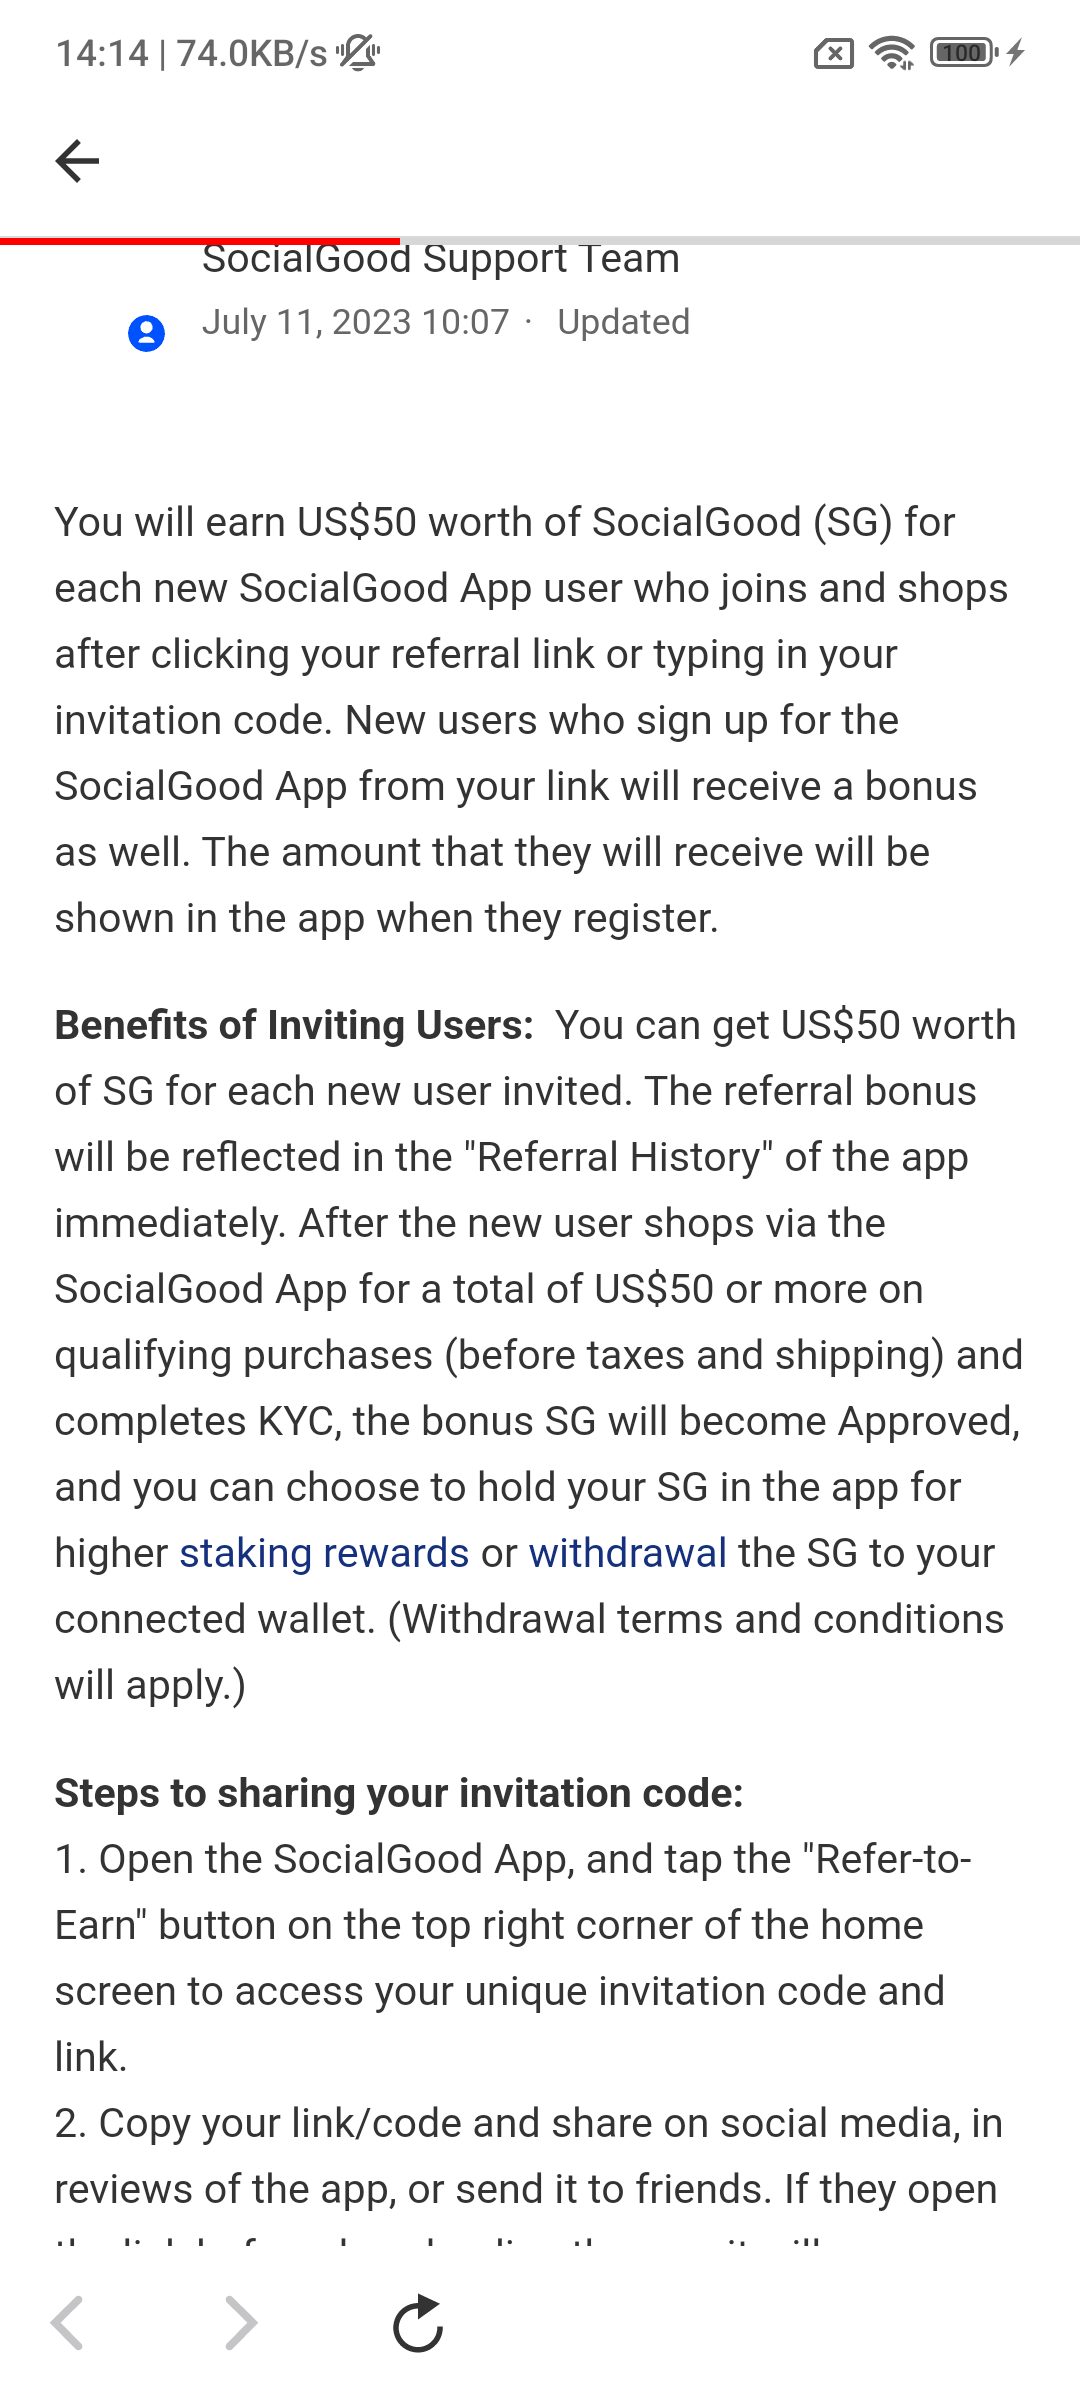 14:14 | 74.0KB/s
100
SocialGood Support Team
July 11, 2023 10:07 · Updated
You will earn US$50 worth of SocialGood (SG) for
each new SocialGood App user who joins and shops
after clicking your referral link or typing in your
invitation code. New users who sign up for the
SocialGood App from your link will receive a bonus
as well. The amount that they will receive will be
shown in the app when they register.
Benefits of Inviting Users: You can get US$50 worth
of SG for each new user invited. The referral bonus
will be reflected in the "Referral History" of the app
immediately. After the new user shops via the
SocialGood App for a total of US$50 or more on
qualifying purchases (before taxes and shipping) and
completes KYC, the bonus SG will become Approved,
and you can choose to hold your SG in the app for
higher staking rewards or withdrawal the SG to your
connected wallet. (Withdrawal terms and conditions
will apply.)
Steps to sharing your invitation code:
1. Open the SocialGood App, and tap the "Refer-to-
Earn" button on the top right corner of the home
screen to access your unique invitation code and
link.
2. Copy your link/code and share on social media, in
reviews of the app, or send it to friends. If they open